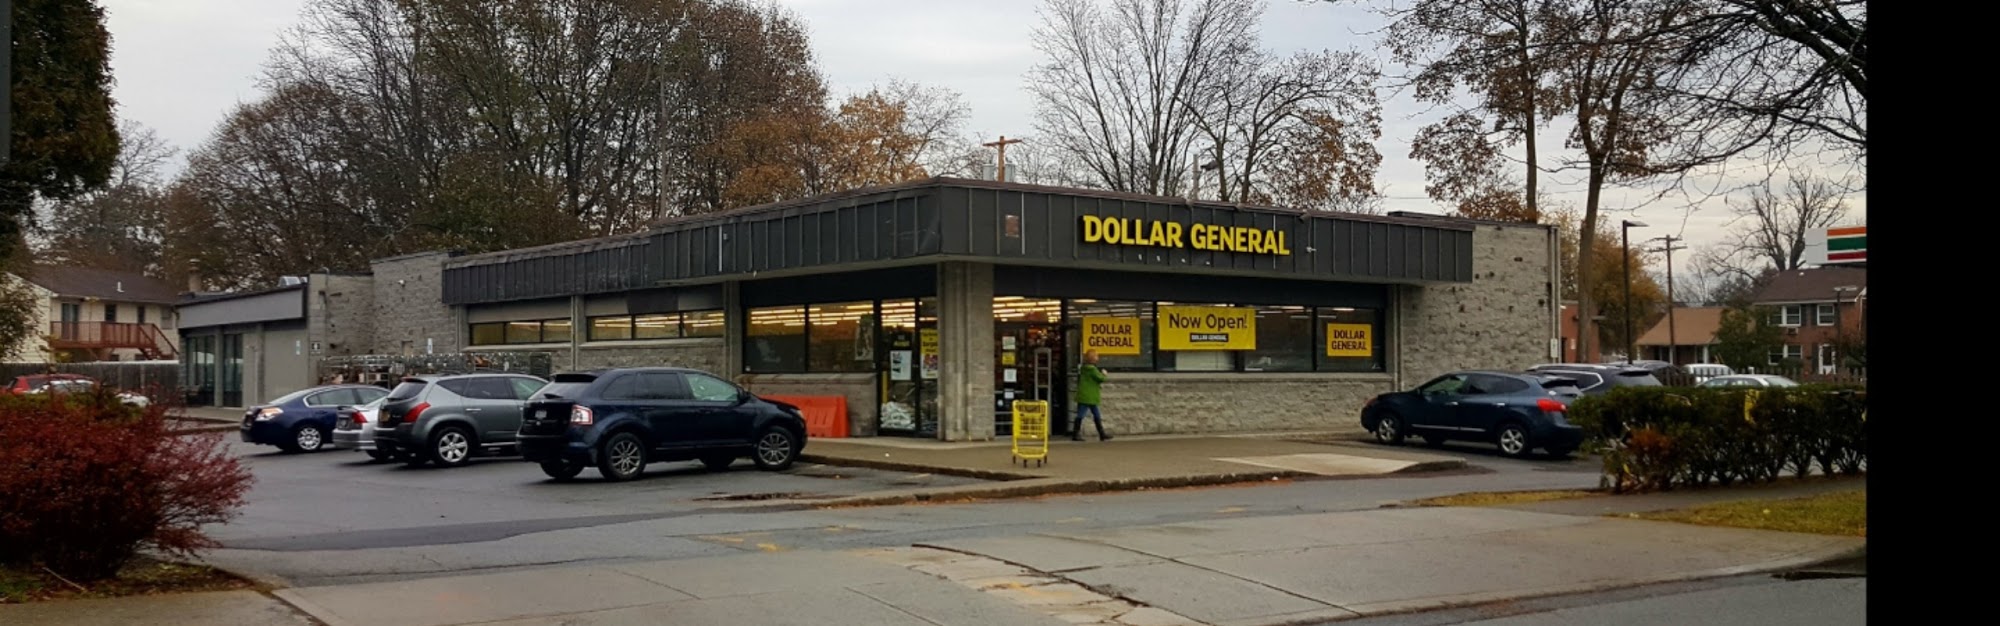 DOLLAR GENERAL
DOLLAR
GENERAL
Now Open!
DOLLAR GENERAL
DOLLAR
GENERAL